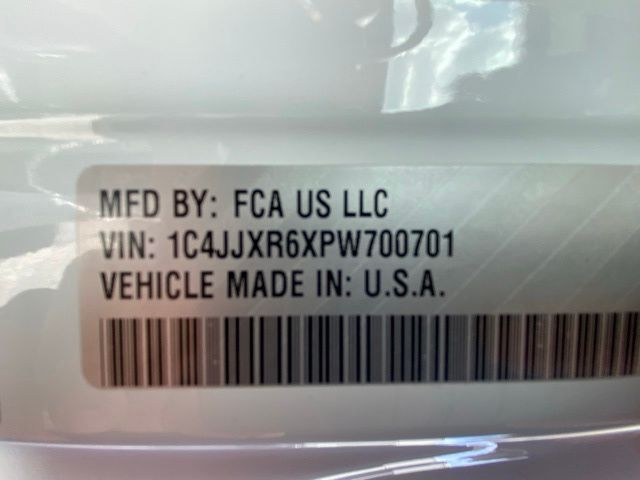 MFD BY: FCA US LLC
VIN: 1C4JJXR6XPW700701
VEHICLE MADE IN: U.S.A.